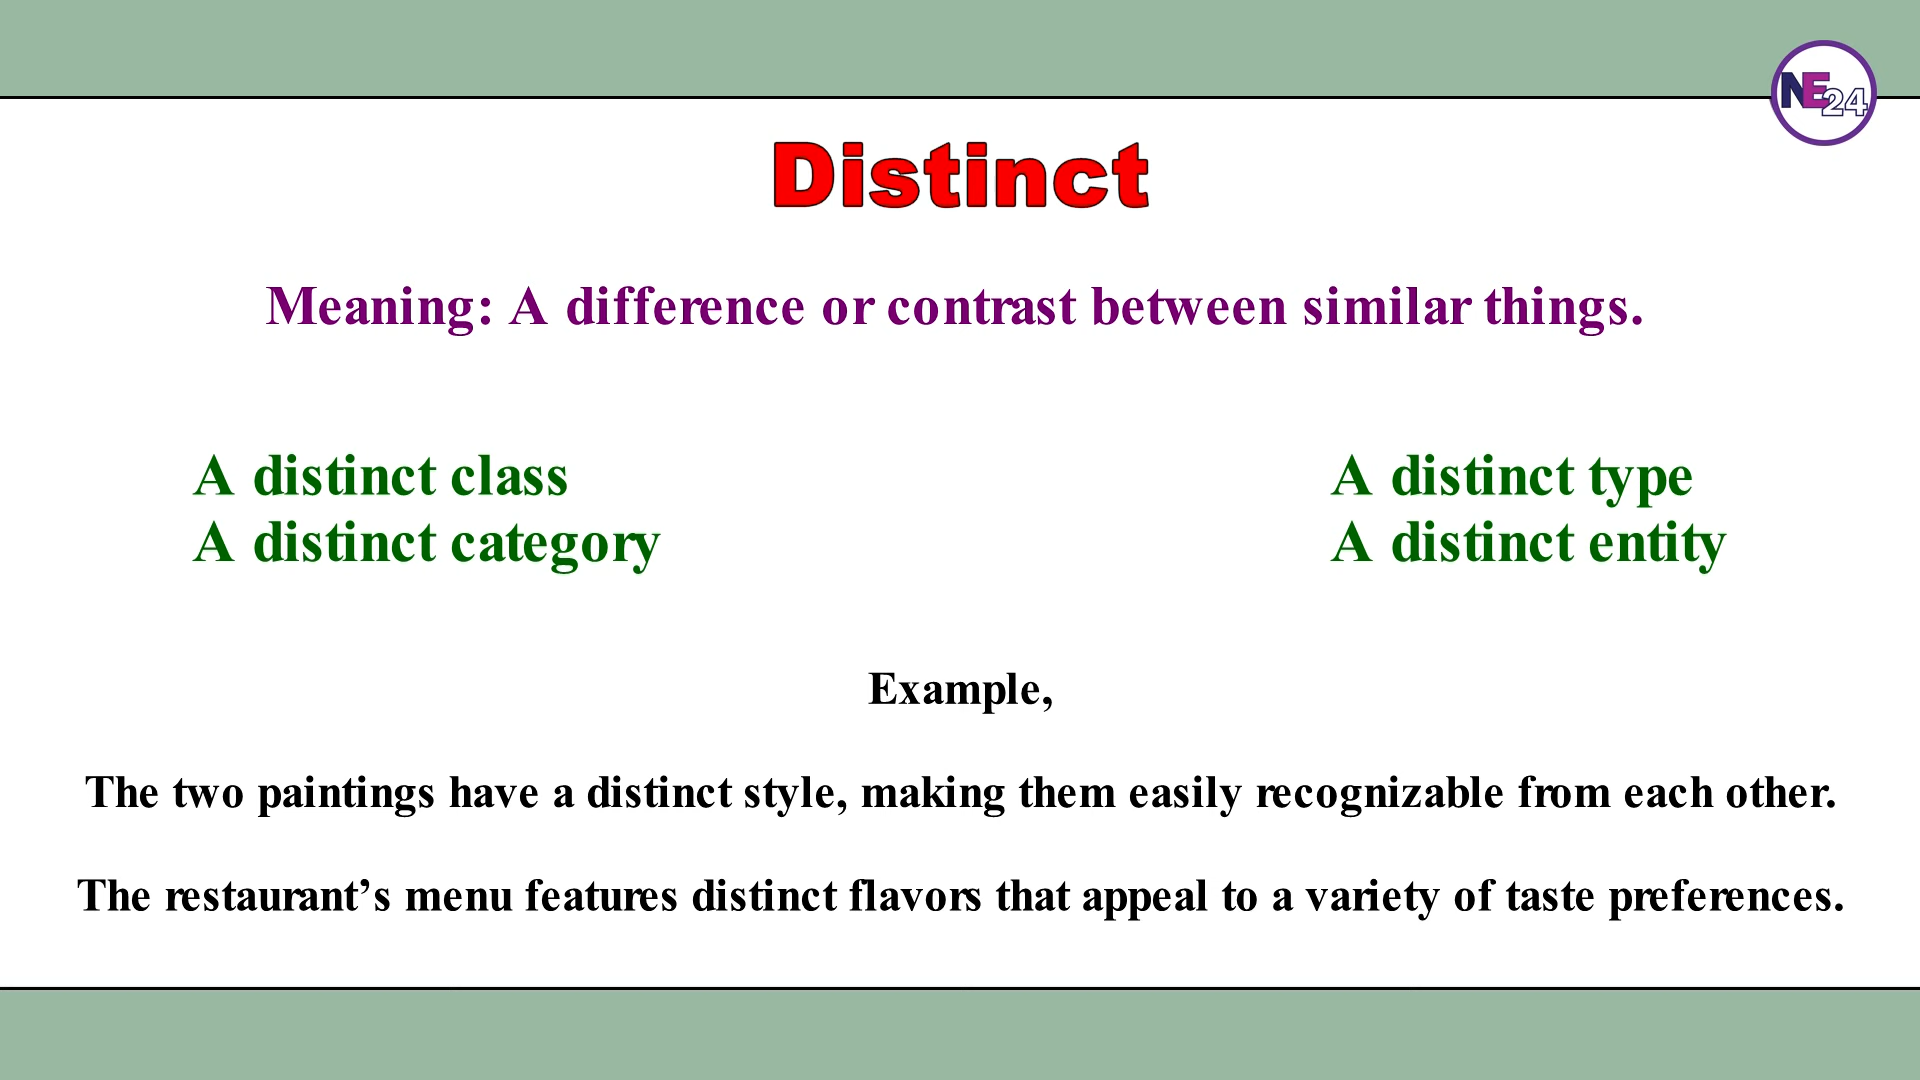 NE24
Distinct
Meaning: A difference or contrast between similar things.
A distinct class
A distinct category
A distinct type
A distinct entity
Example,
The two paintings have a distinct style, making them easily recognizable from each other.
The restaurant’s menu features distinct flavors that appeal to a variety of taste preferences.